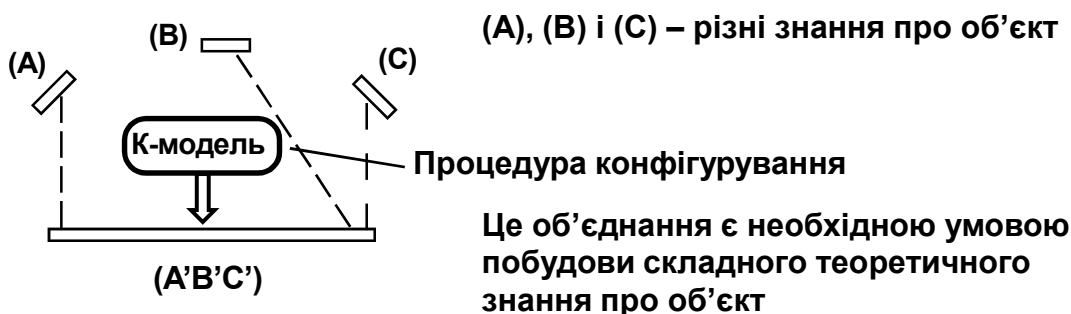 (А), (В) і (С) – різні знання про об’єкт
(В)
(А)
(С)
К-модель
Процедура конфігурування
Це об’єднання є необхідною умовою
побудови складного теоретичного
знання про об’єкт
(А’В’С’)